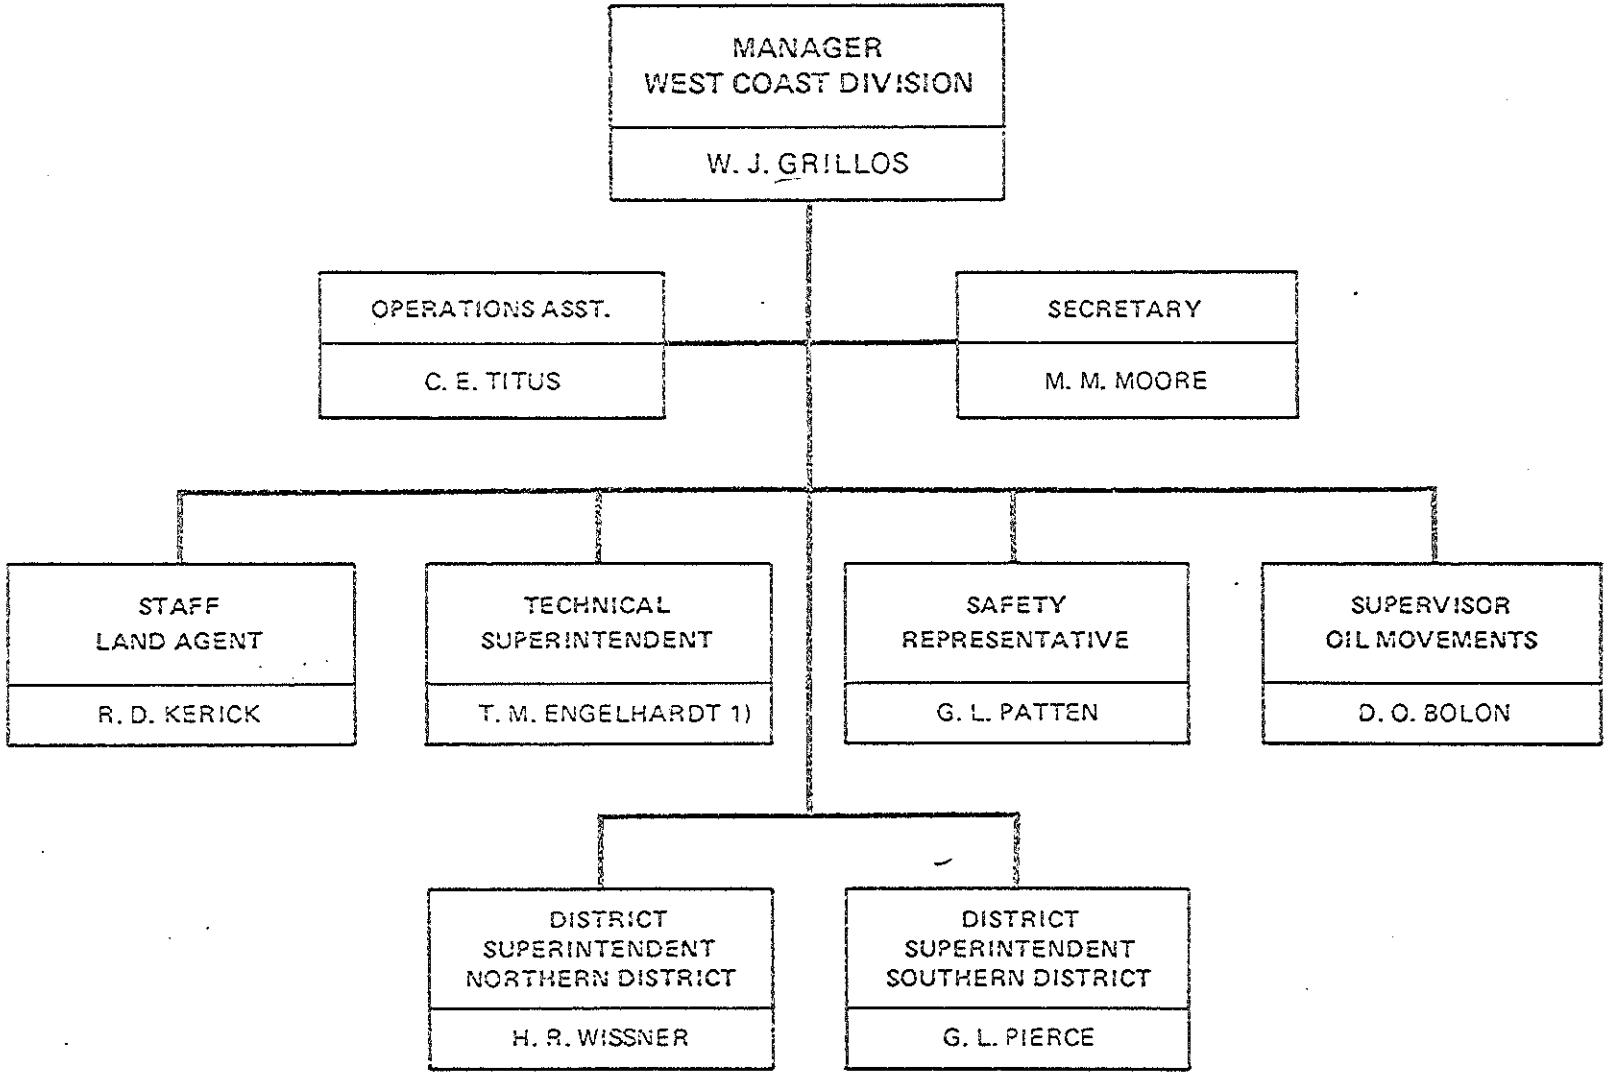 MANAGER
WEST COAST DIVISION
W. J. GRILLOS
OPERATIONS ASST.
C. E. TITUS
SECRETARY
M. M. MOORE
STAFF
LAND AGENT
R. D. KERICK
TECHNICAL
SUPERINTENDENT
T. M. ENGELHARDT 1)
SAFETY
REPRESENTATIVE
G. L. PATTEN
SUPERVISOR
OIL MOVEMENTS
D. O. BOLON
DISTRICT
SUPERINTENDENT
NORTHERN DISTRICT
H. R. WISSNER
DISTRICT
SUPERINTENDENT
SOUTHERN DISTRICT
G. L. PIERCE